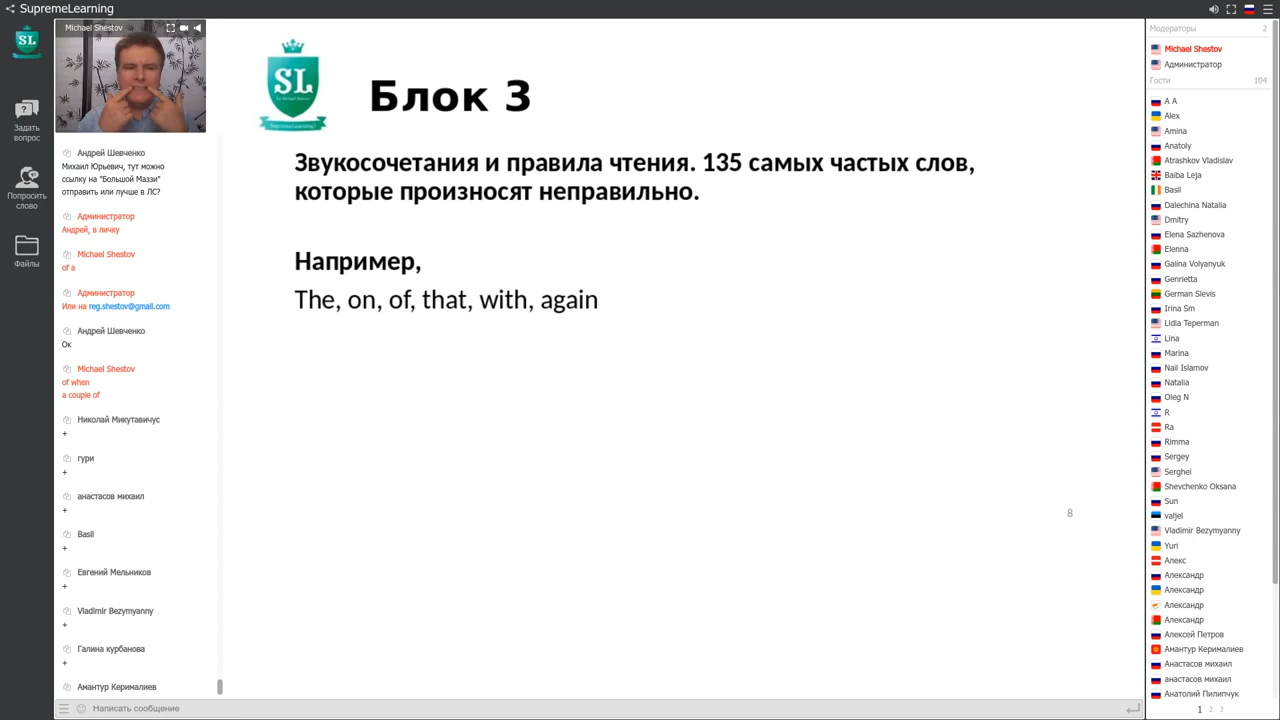 SuperLearning
Michael Shestov
Задать
вопрос
Попросить
слово
Файлы
Андрей Шевченко
Михаил Юрьевич, тут можно
ссылку на "Большой Маззи"
отправить или лучше в ЛС?
Администратор
Андрей, в личку
Michael Shestov
of a
Администратор
Или на reg.shestov@gmail.com
Андрей Шевченко
Ок
Michael Shestov
of when
a couple of
Николай Микутавичус
+
гури
+
анастасов михаил
+
Basil
+
Евгений Мельников
+
Vladimir Bezymyanny
+
Галина курбанова
+
Амантур Керималиев
Написать сообщение
SL
Блок 3
Звукосочетания и правила чтения. 135 самых частых слов,
которые произносят неправильно.
Например,
The, on, of, that, with, again
8
Модераторы 2
Michael Shestov
Администратор
Гости 104
A A
Alex
Amina
Anatoly
Atrashkov Vladislav
Baiba Leja
Basil
Dalechina Natalia
Dmitry
Elena Sazhenova
Elenna
Galina Volyanyuk
Genrietta
German Slevis
Irina Sm
Lidia Teperman
Lina
Marina
Nail Islamov
Natalia
Oleg N
R
Ra
Rimma
Sergey
Serghei
Shevchenko Oksana
Sun
valjel
Vladimir Bezymyanny
Yuri
Алекс
Александр
Александр
Александр
Александр
Алексей Петров
Амантур Керималиев
Анастасов михаил
анастасов михаил
Анатолий Пилипчук
1 2 3